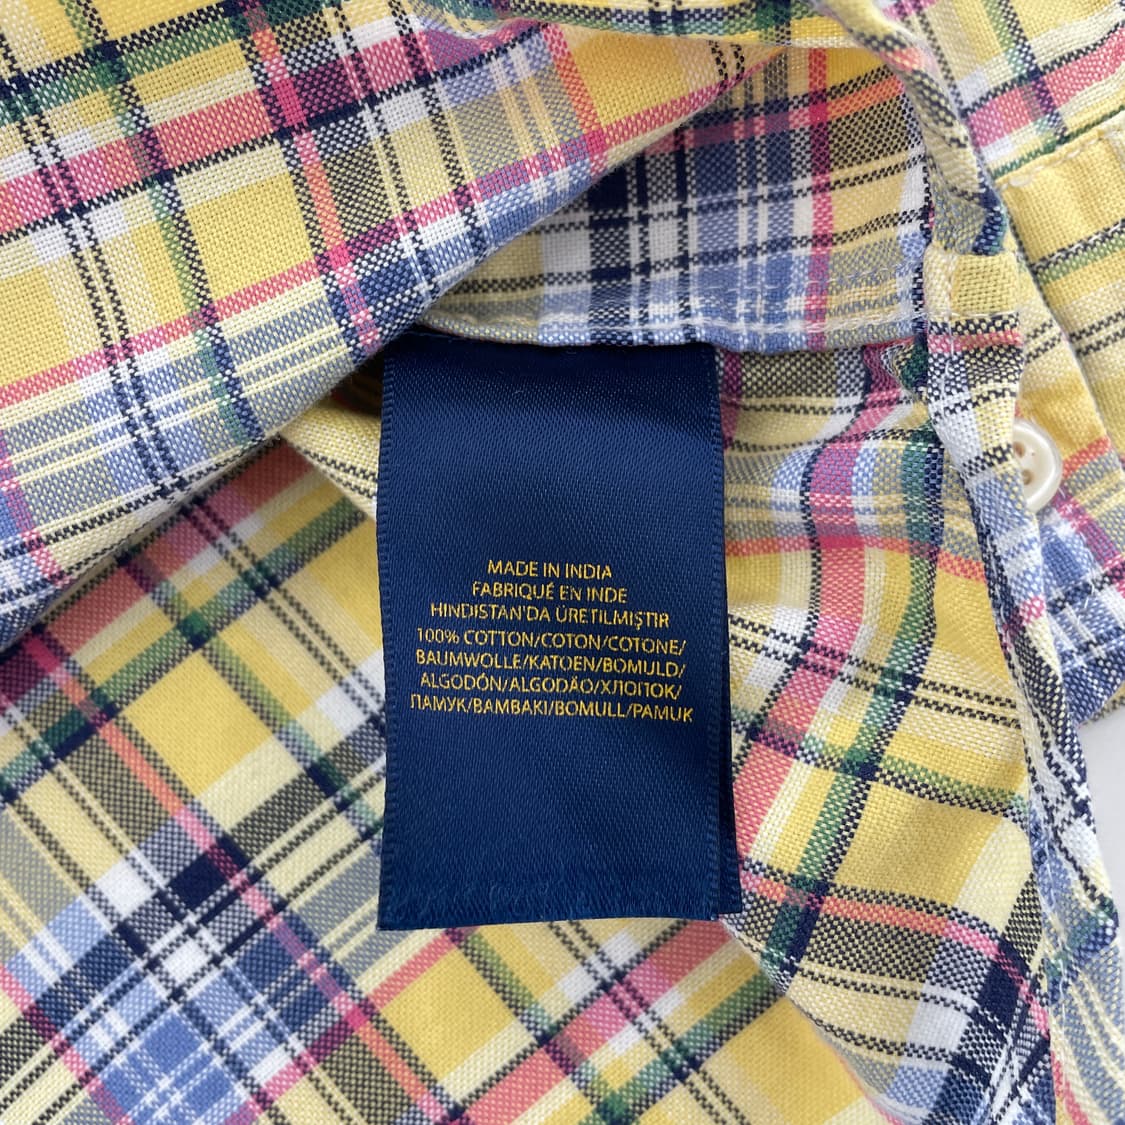 MADE IN INDIA
FABRIQUÉ EN INDE
HINDISTAN'DA ÜRETILMIŞTIR
100% COTTON/COTON/COTONE/
BAUMWOLLE/KATOEN/BOMULD/
ALGODÓN/ALGODÃO/ХЛОПОК/
ПАМУК/BAMBAKI/BOMULL/PAMUK